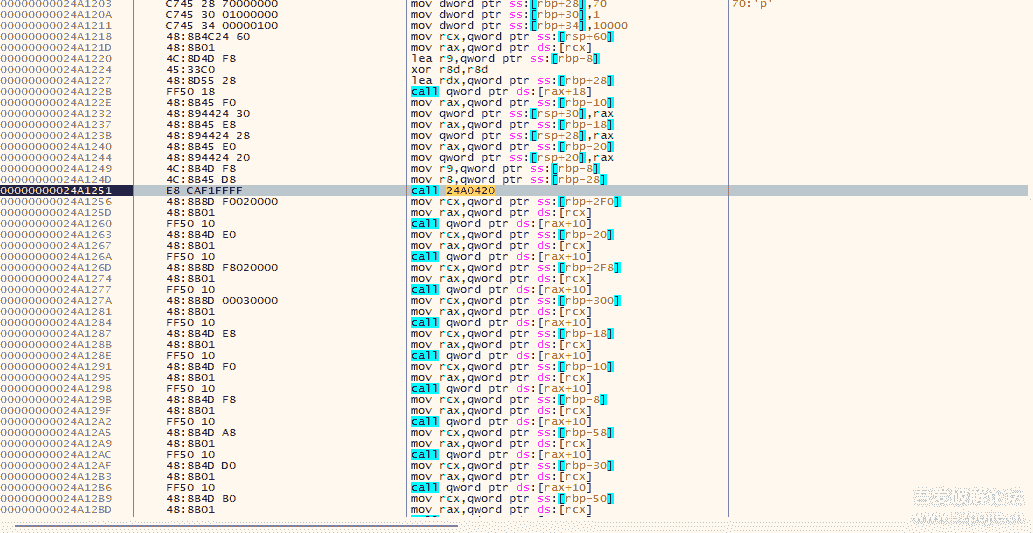 00000000024A1203 C745 28 70000000 mov dword ptr ss:[rbp+28],70 70:'p'
00000000024A120A C745 30 01000000 mov dword ptr ss:[rbp+30],1
00000000024A1211 C745 34 00000100 mov dword ptr ss:[rbp+34],10000
00000000024A1218 48:8B4C24 60 mov rcx,qword ptr ss:[rsp+60]
00000000024A121D 48:8B01 mov rax,qword ptr ds:[rcx]
00000000024A1220 4C:8D4D F8 lea r9,qword ptr ss:[rbp-8]
00000000024A1224 45:33C0 xor r8d,r8d
00000000024A1227 48:8D55 28 lea rdx,qword ptr ss:[rbp+28]
00000000024A122B FF50 18 call qword ptr ds:[rax+18]
00000000024A122E 48:8B45 F0 mov rax,qword ptr ss:[rbp-10]
00000000024A1232 48:894424 30 mov qword ptr ss:[rsp+30],rax
00000000024A1237 48:8B45 E8 mov rax,qword ptr ss:[rbp-18]
00000000024A123B 48:894424 28 mov qword ptr ss:[rsp+28],rax
00000000024A1240 48:8B45 E0 mov rax,qword ptr ss:[rbp-20]
00000000024A1244 48:894424 20 mov qword ptr ss:[rsp+20],rax
00000000024A1249 4C:8B4D F8 mov r9,qword ptr ss:[rbp-8]
00000000024A124D 4C:8B45 D8 mov r8,qword ptr ss:[rbp-28]
00000000024A1251 E8 CAF1FFFF call 24A0420
00000000024A1256 48:8B8D F0020000 mov rcx,qword ptr ss:[rbp+2F0]
00000000024A125D 48:8B01 mov rax,qword ptr ds:[rcx]
00000000024A1260 FF50 10 call qword ptr ds:[rax+10]
00000000024A1263 48:8B4D E0 mov rcx,qword ptr ss:[rbp-20]
00000000024A1267 48:8B01 mov rax,qword ptr ds:[rcx]
00000000024A126A FF50 10 call qword ptr ds:[rax+10]
00000000024A126D 48:8B8D F8020000 mov rcx,qword ptr ss:[rbp+2F8]
00000000024A1274 48:8B01 mov rax,qword ptr ds:[rcx]
00000000024A1277 FF50 10 call qword ptr ds:[rax+10]
00000000024A127A 48:8B8D 00030000 mov rcx,qword ptr ss:[rbp+300]
00000000024A1281 48:8B01 mov rax,qword ptr ds:[rcx]
00000000024A1284 FF50 10 call qword ptr ds:[rax+10]
00000000024A1287 48:8B4D E8 mov rcx,qword ptr ss:[rbp-18]
00000000024A128B 48:8B01 mov rax,qword ptr ds:[rcx]
00000000024A128E FF50 10 call qword ptr ds:[rax+10]
00000000024A1291 48:8B4D F0 mov rcx,qword ptr ss:[rbp-10]
00000000024A1295 48:8B01 mov rax,qword ptr ds:[rcx]
00000000024A1298 FF50 10 call qword ptr ds:[rax+10]
00000000024A129B 48:8B4D F8 mov rcx,qword ptr ss:[rbp-8]
00000000024A129F 48:8B01 mov rax,qword ptr ds:[rcx]
00000000024A12A2 FF50 10 call qword ptr ds:[rax+10]
00000000024A12A5 48:8B4D A8 mov rcx,qword ptr ss:[rbp-58]
00000000024A12A9 48:8B01 mov rax,qword ptr ds:[rcx]
00000000024A12AC FF50 10 call qword ptr ds:[rax+10]
00000000024A12AF 48:8B4D D0 mov rcx,qword ptr ss:[rbp-30]
00000000024A12B3 48:8B01 mov rax,qword ptr ds:[rcx]
00000000024A12B6 FF50 10 call qword ptr ds:[rax+10]
00000000024A12B9 48:8B4D B0 mov rcx,qword ptr ss:[rbp-50]
00000000024A12BD 48:8B01 mov rax,qword ptr ds:[rcx]
吾爱破解论坛
www.52pojie.cn